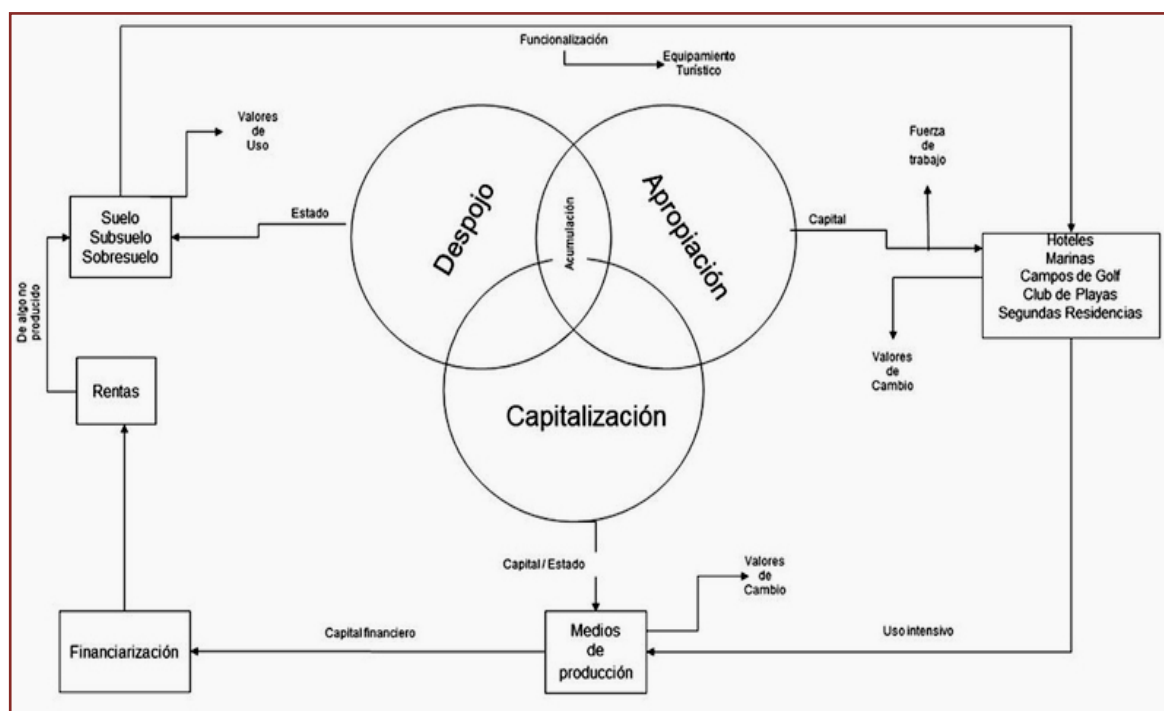 Funcionalización
Equipamiento
Turístico
Valores
de
Uso
Fuerza
de
trabajo
Despojo
Apropiación
Acumulación
Suelo
Subsuelo
Sobresuelo
Estado
Capital
Hoteles
Marinas
Campos de Golf
Club de Playas
Segundas Residencias
De algo no
producido
Rentas
Valores
de
Cambio
Capitalización
Capital / Estado
Valores
de
Cambio
Financiarización
Capital financiero
Medios
de
producción
Uso intensivo